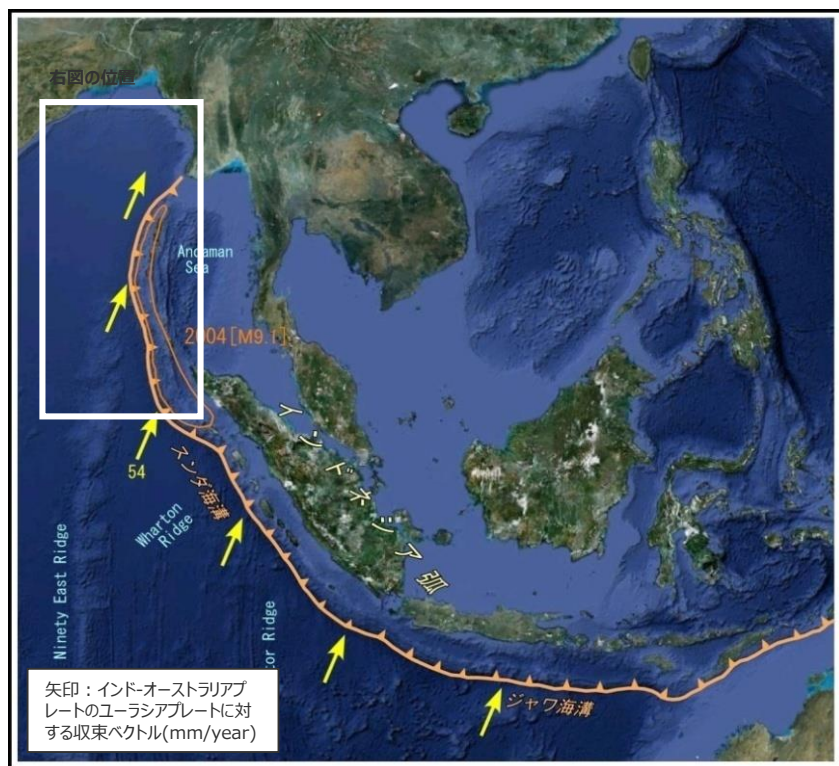 右図の位置
Andaman
Sea
2004[M9.1]
インドネジア弧
54
スンダ海溝
Wharton
Ridge
Ninety East Ridge
Ridge
ジャワ海溝
矢印：インド-オーストラリアプ
レートのユーラシアプレートに対
する収束ベクトル(mm/year)